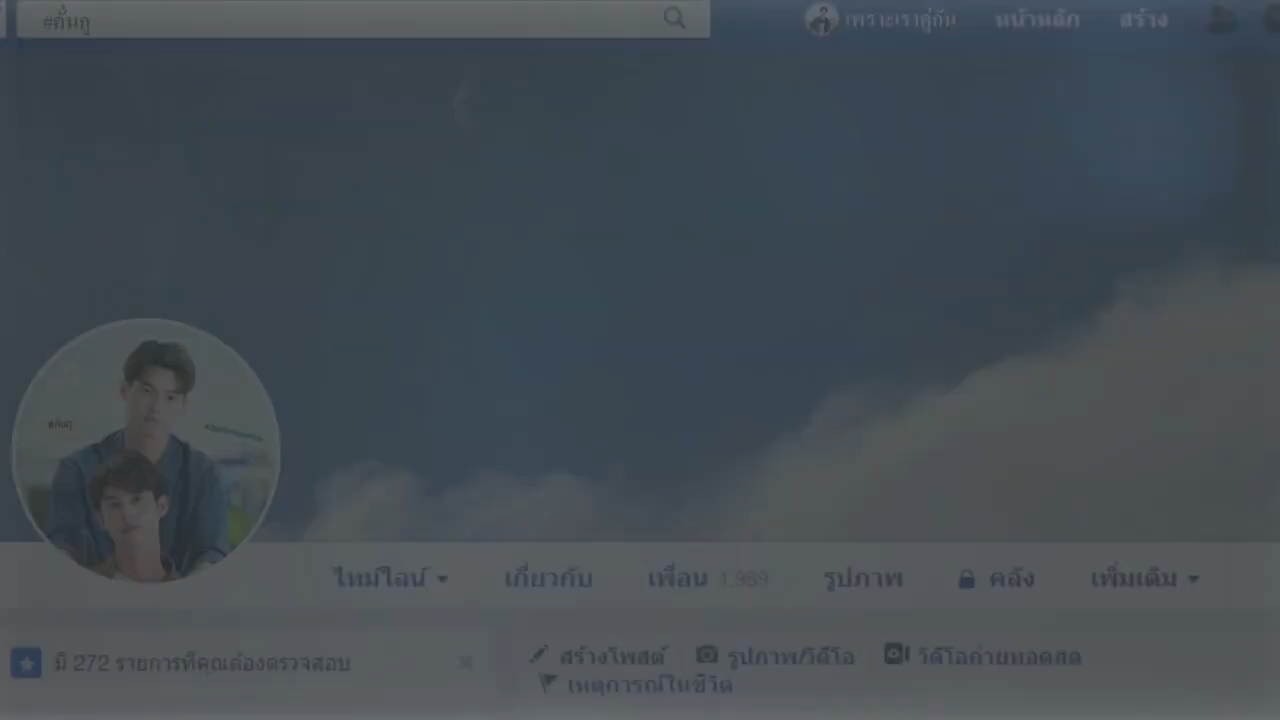 #คั่นกู
เพราะเราคู่กัน หน้าหลัก สร้าง
#คั่นกู
ไทม์ไลน์ เกี่ยวกับ เพื่อน 1,989 รูปภาพ คลัง เพิ่มเติม
มี 272 รายการที่คุณต้องตรวจสอบ
สร้างโพสต์ รูปภาพ/วิดีโอ วิดีโอถ่ายทอดสด
เหตุการณ์ในชีวิต